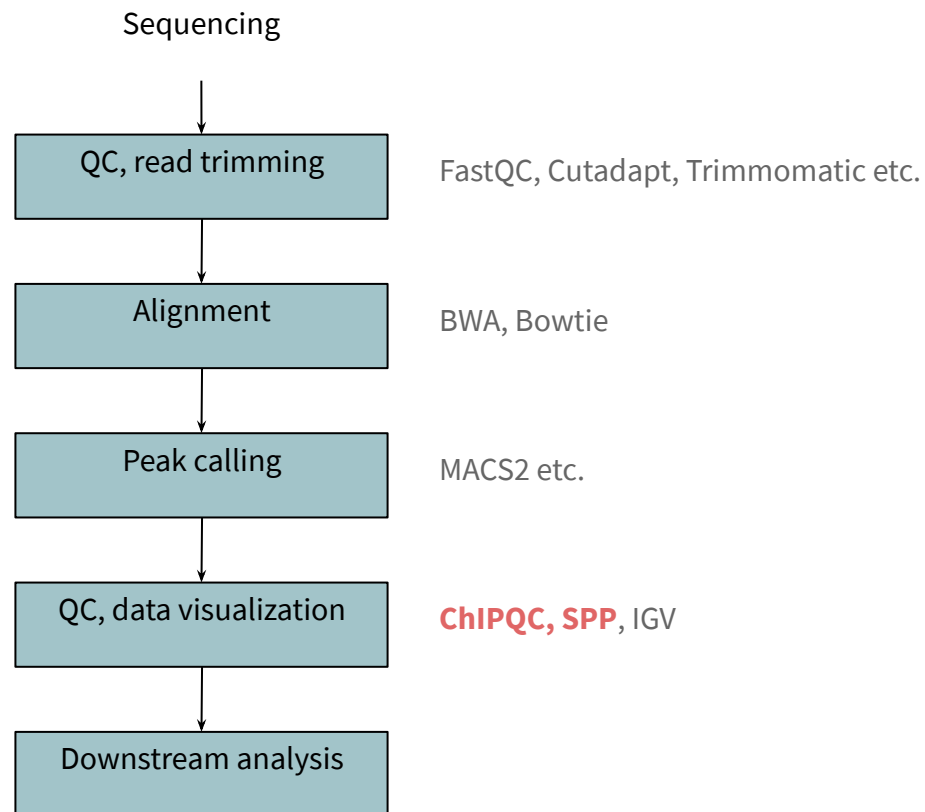 Sequencing
QC, read trimming
FastQC, Cutadapt, Trimmomatic etc.
Alignment
BWA, Bowtie
Peak calling
MACS2 etc.
QC, data visualization
ChIPQC, SPP, IGV
Downstream analysis